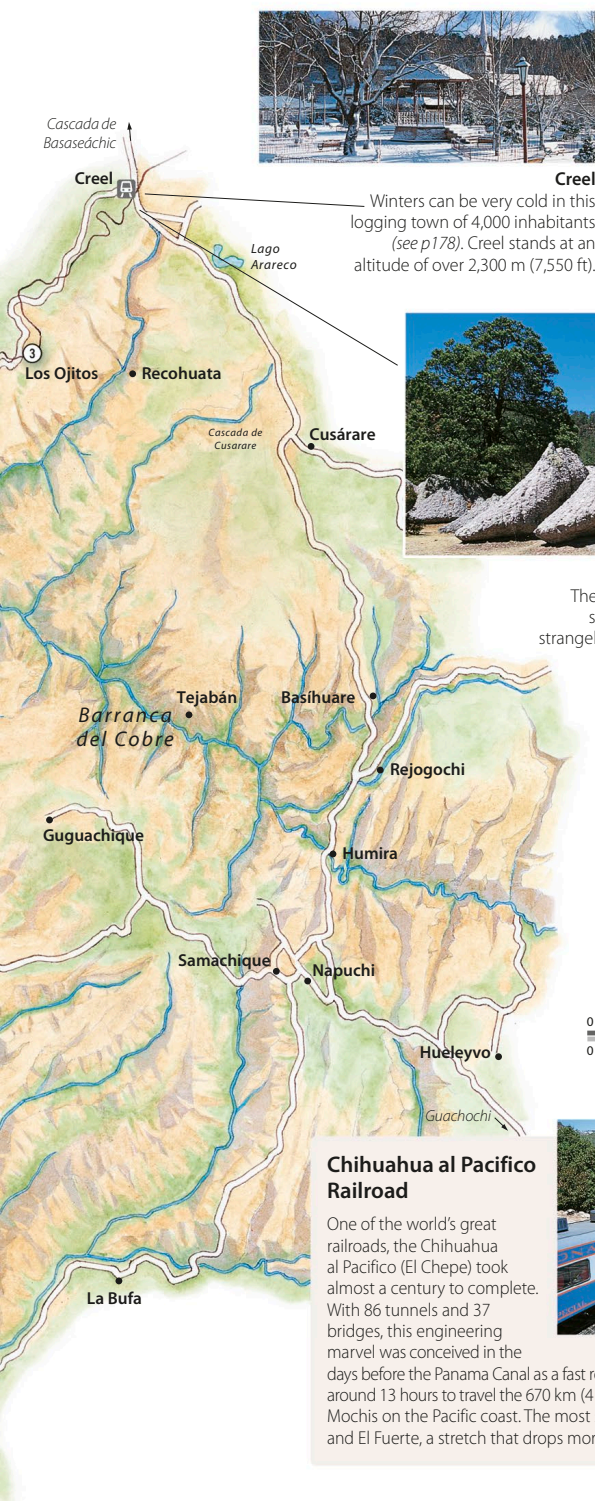 Cascada de
Basaseáchic
Creel
Creel
Winters can be very cold in this
logging town of 4,000 inhabitants
(see p178). Creel stands at an
altitude of over 2,300 m (7,550 ft).
Lago
Arareco
3
Los Ojitos
Recohuata
Cascada de
Cusarare
Cusárare
The
Tejabán
Basíhuare
Barranca
del Cobre
Rejogochi
Guguachique
Humira
Samachique
Napuchi
0
0
Hueleyvo
Guachochi
Chihuahua al Pacifico
Railroad
One of the world's great
railroads, the Chihuahua
al Pacifico (El Chepe) took
almost a century to complete.
With 86 tunnels and 37
bridges, this engineering
marvel was conceived in the
days before the Panama Canal as a fast
around 13 hours to travel the 670 km (4
Mochis on the Pacific coast. The most
and El Fuerte, a stretch that drops
La Bufa